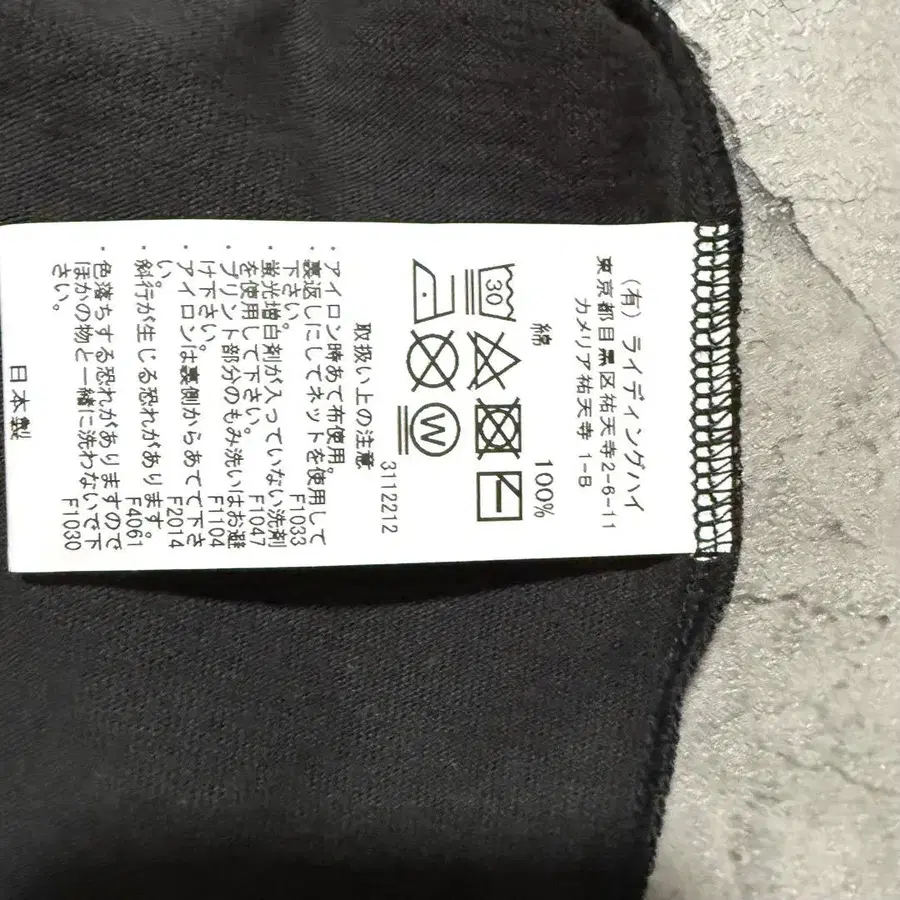 (有) ライディングハイ
東京都目黒区祐天寺2-6-11
カメリア祐天寺 1-B
綿 100%
30
W
3112212
取扱い上の注意
・アイロン時あて布使用。
・裏返しにしてネットを使用して
下さい。 F1033
・蛍光増白剤が入っていない洗剤
を使用して下さい。 F1047
・プリント部分のもみ洗いはお避
け下さい。 F1104
・アイロンは裏側からあてて下さ
い。 F2014
・斜行が生じる恐れがあります。
F4061
・色落ちする恐れがありますので
ほかの物と一緒に洗わないで下
さい。 F1030
日本製